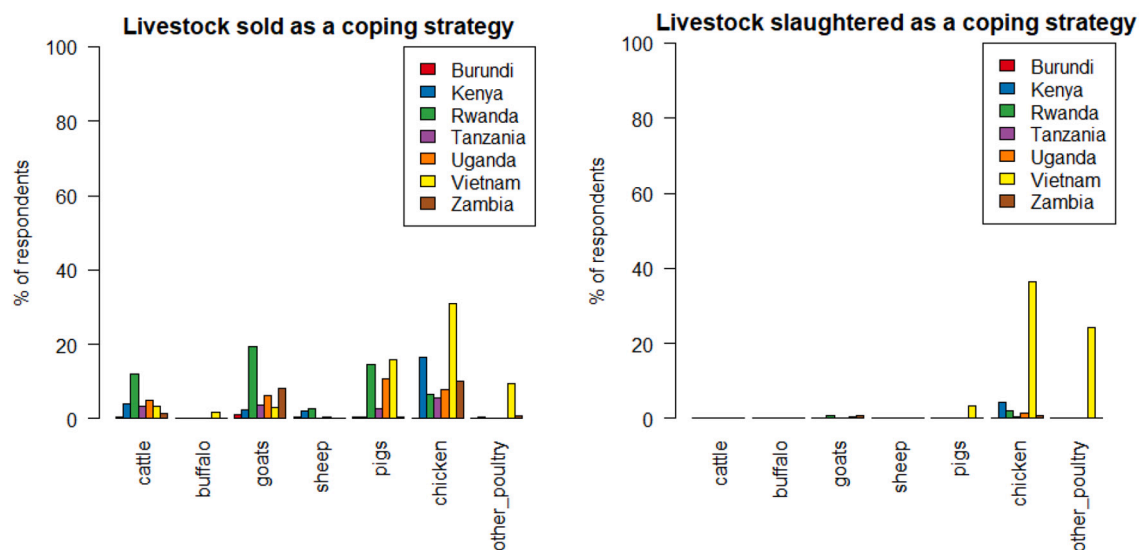 Livestock sold as a coping strategy
% of respondents
100
80
60
40
20
0
Burundi
Kenya
Rwanda
Tanzania
Uganda
Vietnam
Zambia
cattle
buffalo
goats
sheep
pigs
chicken
other_poultry
Livestock slaughtered as a coping strategy
% of respondents
100
80
60
40
20
0
Burundi
Kenya
Rwanda
Tanzania
Uganda
Vietnam
Zambia
cattle
buffalo
goats
sheep
pigs
chicken
other_poultry